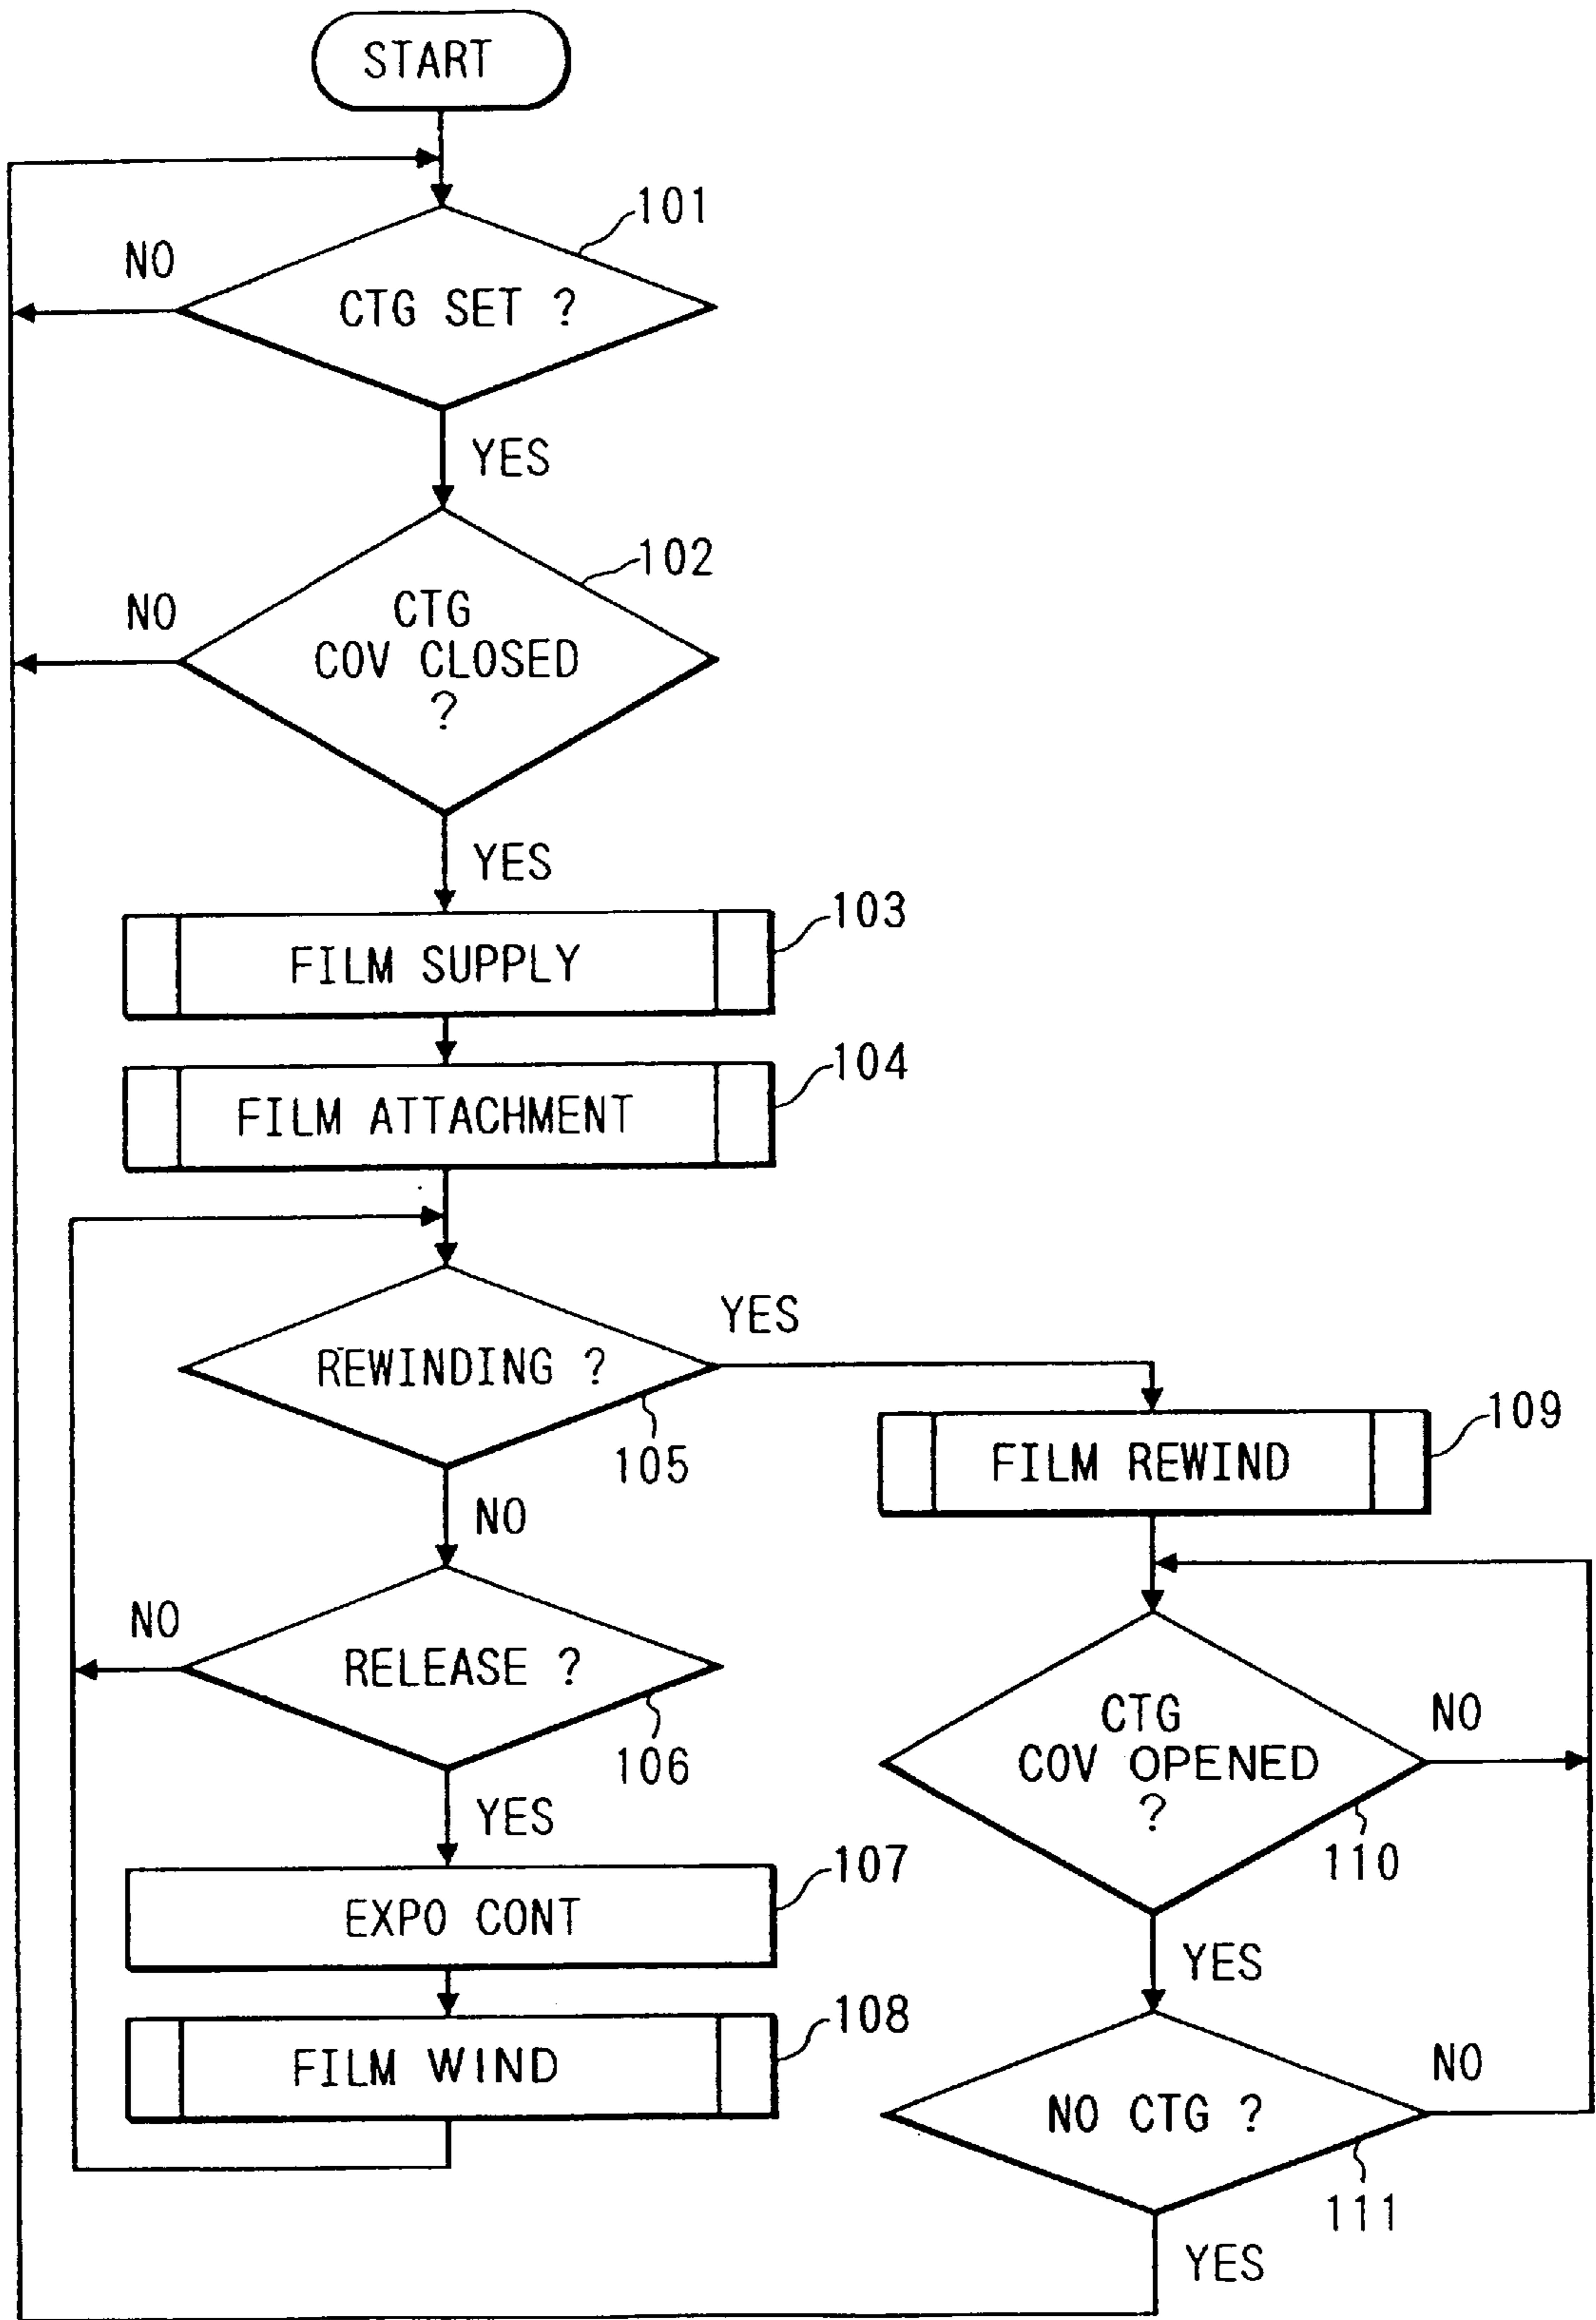 START
101
NO
CTG SET ?
YES
102
NO
CTG
COV CLOSED
?
YES
103
FILM SUPPLY
104
FILM ATTACHMENT
YES
REWINDING ?
105
109
FILM REWIND
NO
NO
RELEASE ?
106
CTG
COV OPENED
?
NO
110
YES
107
EXPO CONT
YES
108
FILM WIND
NO
NO CTG ?
111
YES